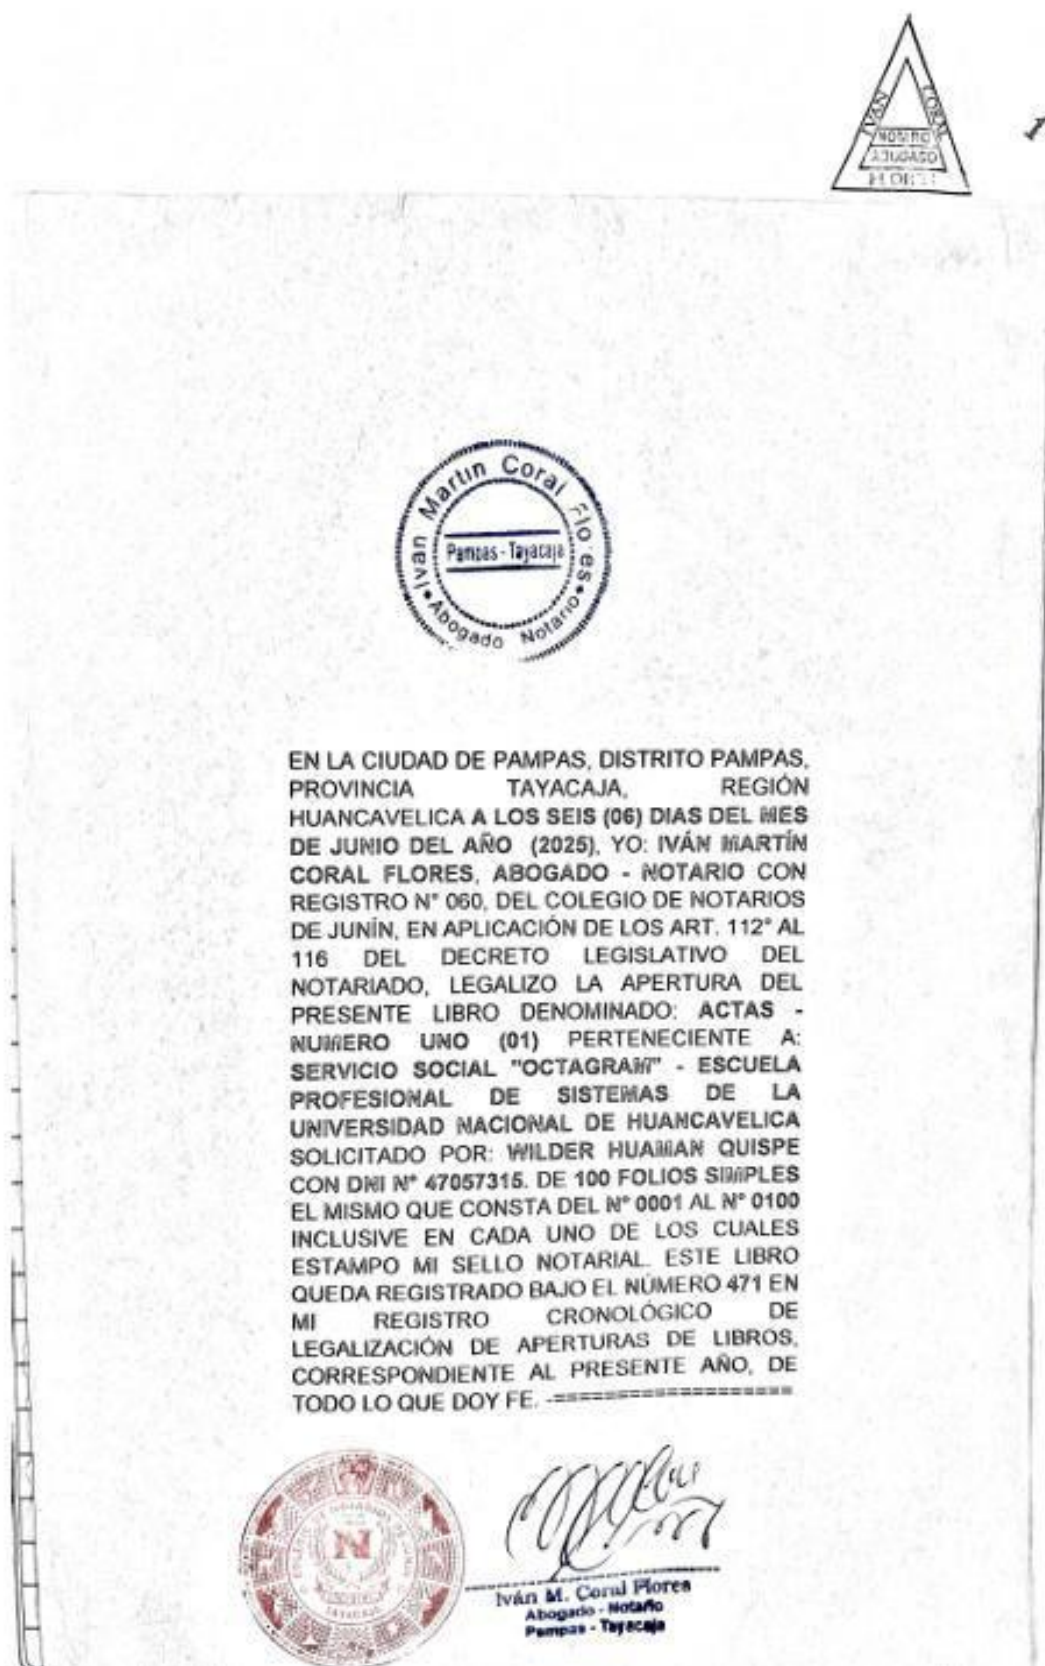 IVÁN
CORAL
NOTARIO
ABOGADO
1
Ivan Martin Coral Flores
Pampas - Tayacaja
Abogado Notario
EN LA CIUDAD DE PAMPAS, DISTRITO PAMPAS,
PROVINCIA TAYACAJA, REGIÓN
HUANCAVELICA A LOS SEIS (06) DIAS DEL MES
DE JUNIO DEL AÑO (2025), YO: IVÁN MARTÍN
CORAL FLORES, ABOGADO - NOTARIO CON
REGISTRO N° 060, DEL COLEGIO DE NOTARIOS
DE JUNÍN, EN APLICACIÓN DE LOS ART. 112° AL
116 DEL DECRETO LEGISLATIVO DEL
NOTARIADO, LEGALIZO LA APERTURA DEL
PRESENTE LIBRO DENOMINADO: ACTAS -
NUMERO UNO (01) PERTENECIENTE A:
SERVICIO SOCIAL "OCTAGRAM" - ESCUELA
PROFESIONAL DE SISTEMAS DE LA
UNIVERSIDAD NACIONAL DE HUANCAVELICA
SOLICITADO POR: WILDER HUAMAN QUISPE
CON DNI N° 47057315. DE 100 FOLIOS SIMPLES
EL MISMO QUE CONSTA DEL N° 0001 AL N° 0100
INCLUSIVE EN CADA UNO DE LOS CUALES
ESTAMPO MI SELLO NOTARIAL. ESTE LIBRO
QUEDA REGISTRADO BAJO EL NÚMERO 471 EN
MI REGISTRO CRONOLÓGICO DE
LEGALIZACIÓN DE APERTURAS DE LIBROS,
CORRESPONDIENTE AL PRESENTE AÑO, DE
TODO LO QUE DOY FE. -===================
N
TAYACAJA
Iván M. Coral Flores
Abogado - Notario
Pampas - Tayacaja